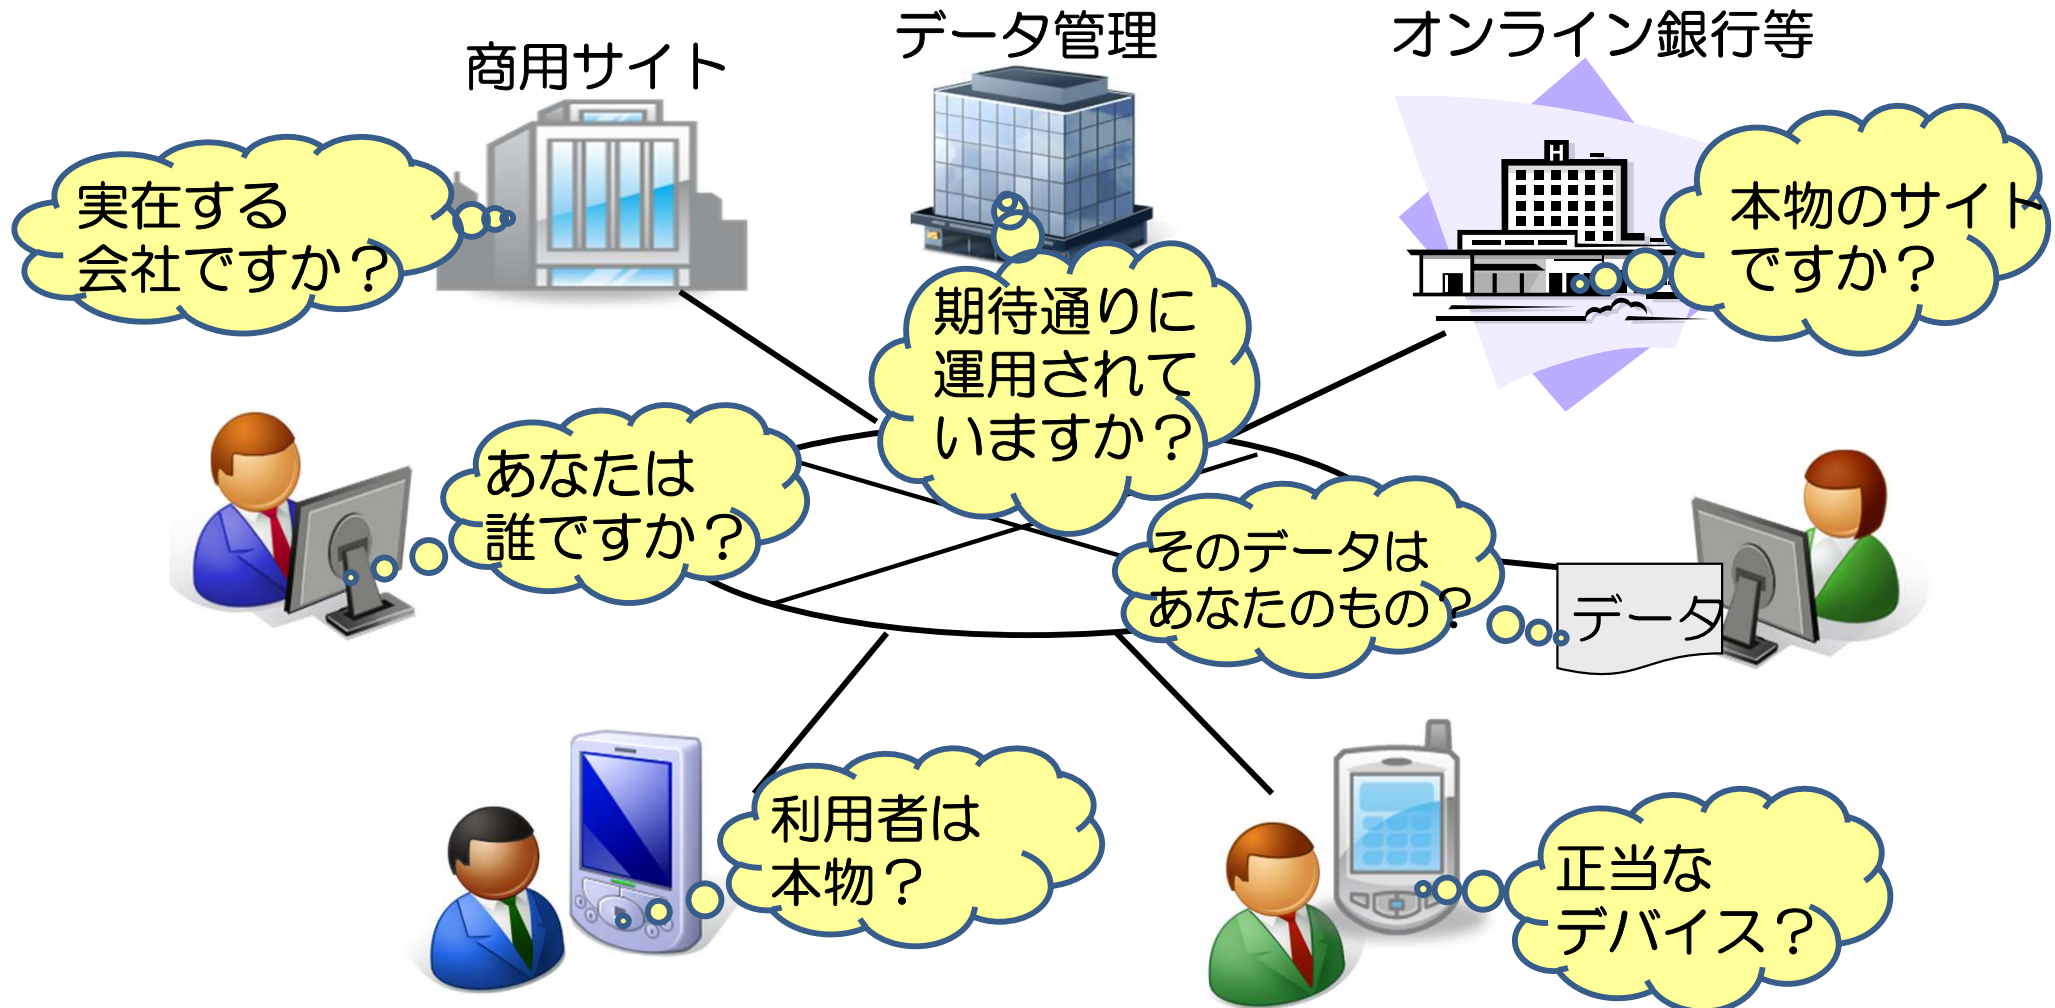 商用サイト
データ管理
オンライン銀行等
H
実在する
会社ですか？
期待通りに
運用されて
いますか？
本物のサイト
ですか？
あなたは
誰ですか？
そのデータは
あなたのもの？
データ
利用者は
本物？
正当な
デバイス？